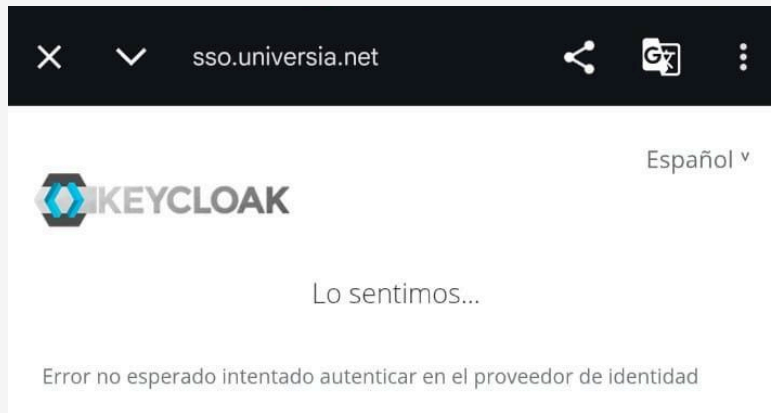 sso.universia.net
Español
KEYCLOAK
Lo sentimos...
Error no esperado intentado autenticar en el proveedor de identidad